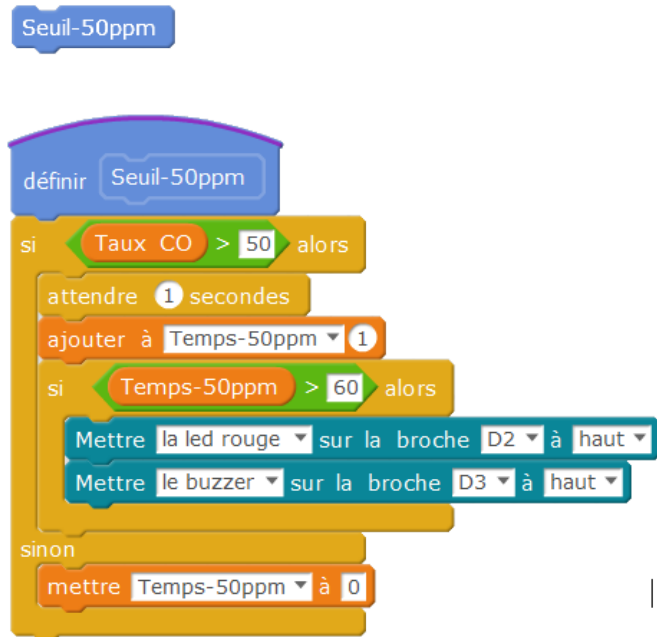 Seuil-50ppm
définir Seuil-50ppm
si Taux CO > 50 alors
attendre 1 secondes
ajouter à Temps-50ppm 1
si Temps-50ppm > 60 alors
Mettre la led rouge sur la broche D2 à haut
Mettre le buzzer sur la broche D3 à haut
sinon
mettre Temps-50ppm à 0